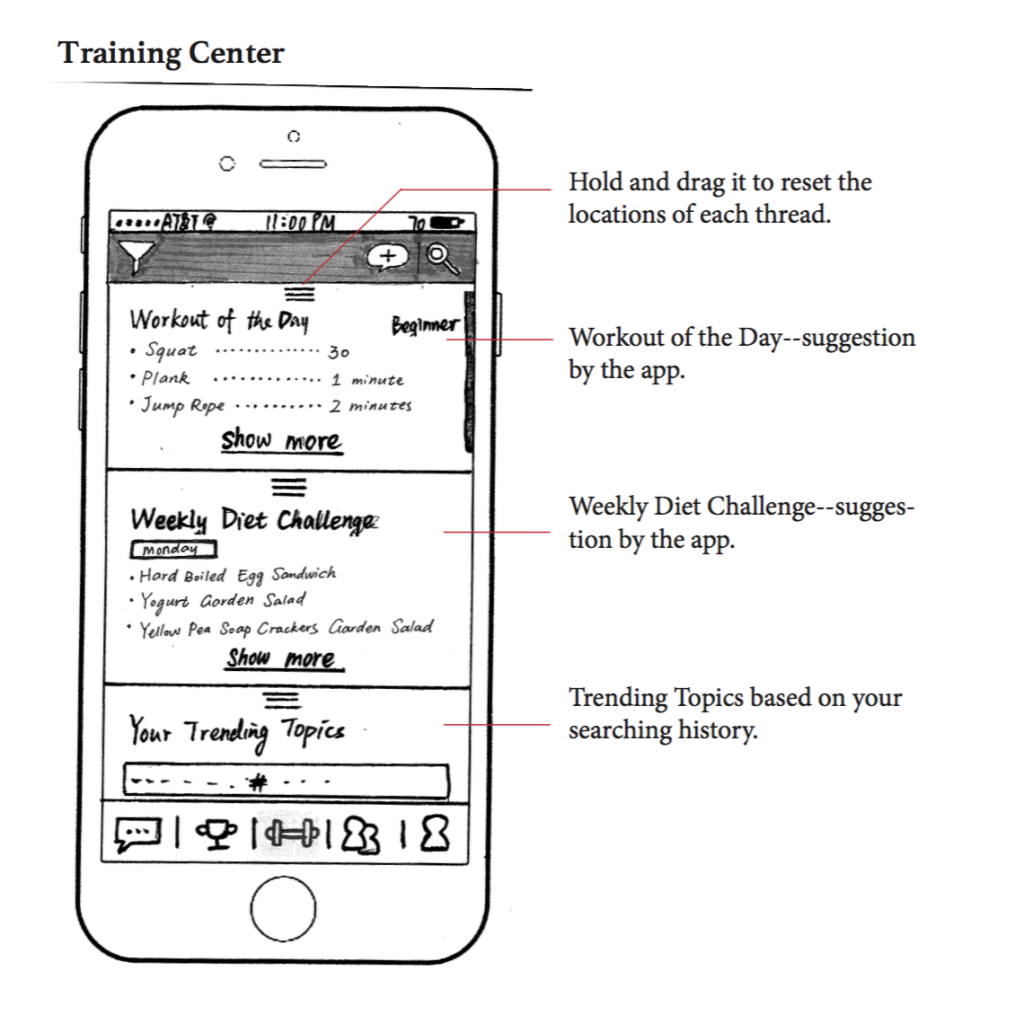 Training Center
•••••AT&T 11:00 PM 70
Hold and drag it to reset the
locations of each thread.
+
Workout of the Day Beginner
• Squat ············· 30
• Plank ············· 1 minute
• Jump Rope ·········· 2 minutes
Show more
Workout of the Day--suggestion
by the app.
Weekly Diet Challenge
Monday
• Hard Boiled Egg Sandwich
• Yogurt Garden Salad
• Yellow Pea Soap Crackers Garden Salad
Show more
Weekly Diet Challenge--sugges-
tion by the app.
Your Trending Topics
--- - - . # · · ·
Trending Topics based on your
searching history.